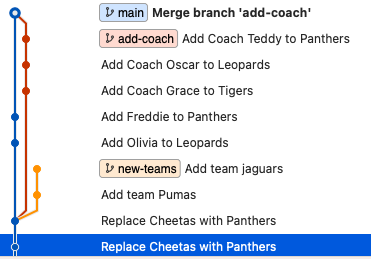 main Merge branch 'add-coach'
add-coach Add Coach Teddy to Panthers
Add Coach Oscar to Leopards
Add Coach Grace to Tigers
Add Freddie to Panthers
Add Olivia to Leopards
new-teams Add team jaguars
Add team Pumas
Replace Cheetas with Panthers
Replace Cheetas with Panthers